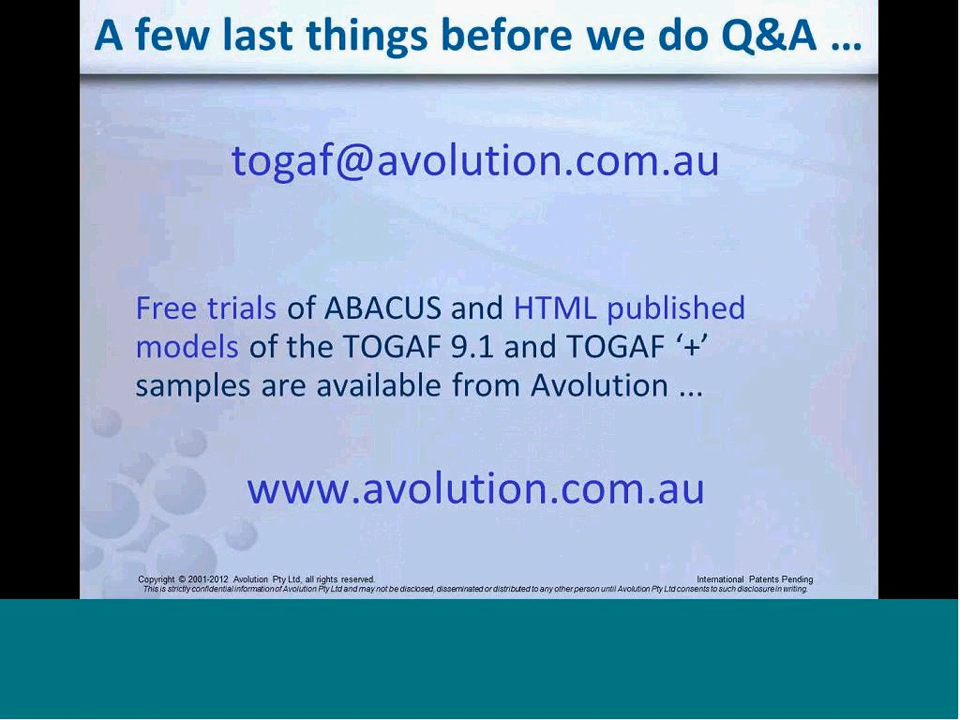 A few last things before we do Q&A ...
togaf@avolution.com.au
Free trials of ABACUS and HTML published
models of the TOGAF 9.1 and TOGAF ‘+’
samples are available from Avolution ...
www.avolution.com.au
Copyright © 2001-2012 Avolution Pty Ltd, all rights reserved. International Patents Pending
This is strictly confidential information of Avolution Pty Ltd and may not be disclosed, disseminated or distributed to any other person until Avolution Pty Ltd consents to such disclosure in writing.